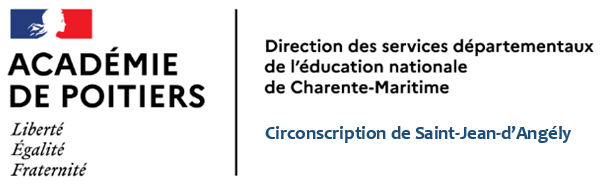 ACADÉMIE
DE POITIERS
Liberté
Égalité
Fraternité
Direction des services départementaux
de l'éducation nationale
de Charente-Maritime
Circonscription de Saint-Jean-d'Angély